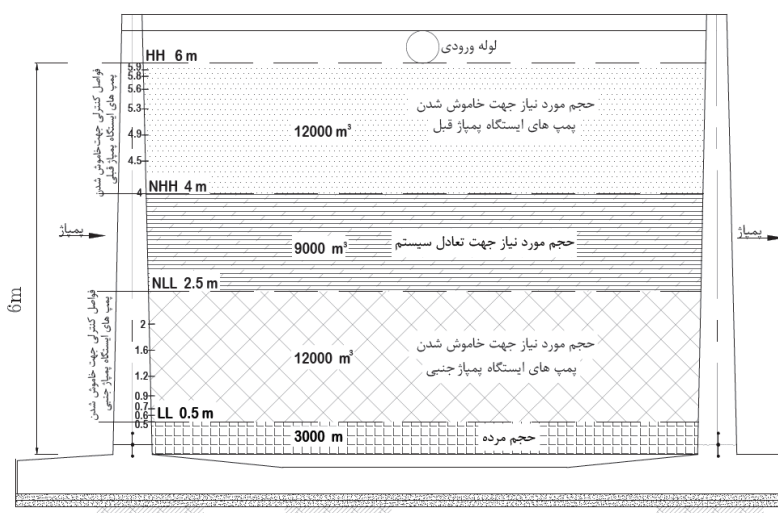 لوله ورودی
HH 6 m
5.9
5.8
5.6
5.3
4.9
4.5
4
فواصل کنترلی جهت خاموش شدن
پمپ های ایستگاه پمپاژ قبلی
حجم مورد نیاز جهت خاموش شدن
پمپ های ایستگاه پمپاژ قبل
12000 m³
NHH 4 m
پمپاژ
9000 m³
حجم مورد نیاز جهت تعادل سیستم
پمپاژ
NLL 2.5 m
6m
فواصل کنترلی جهت خاموش شدن
پمپ های ایستگاه پمپاژ جنبی
2
1.6
1.2
0.9
0.7
0.6
0.5
حجم مورد نیاز جهت خاموش شدن
پمپ های ایستگاه پمپاژ جنبی
12000 m³
LL 0.5 m
3000 m
حجم مرده